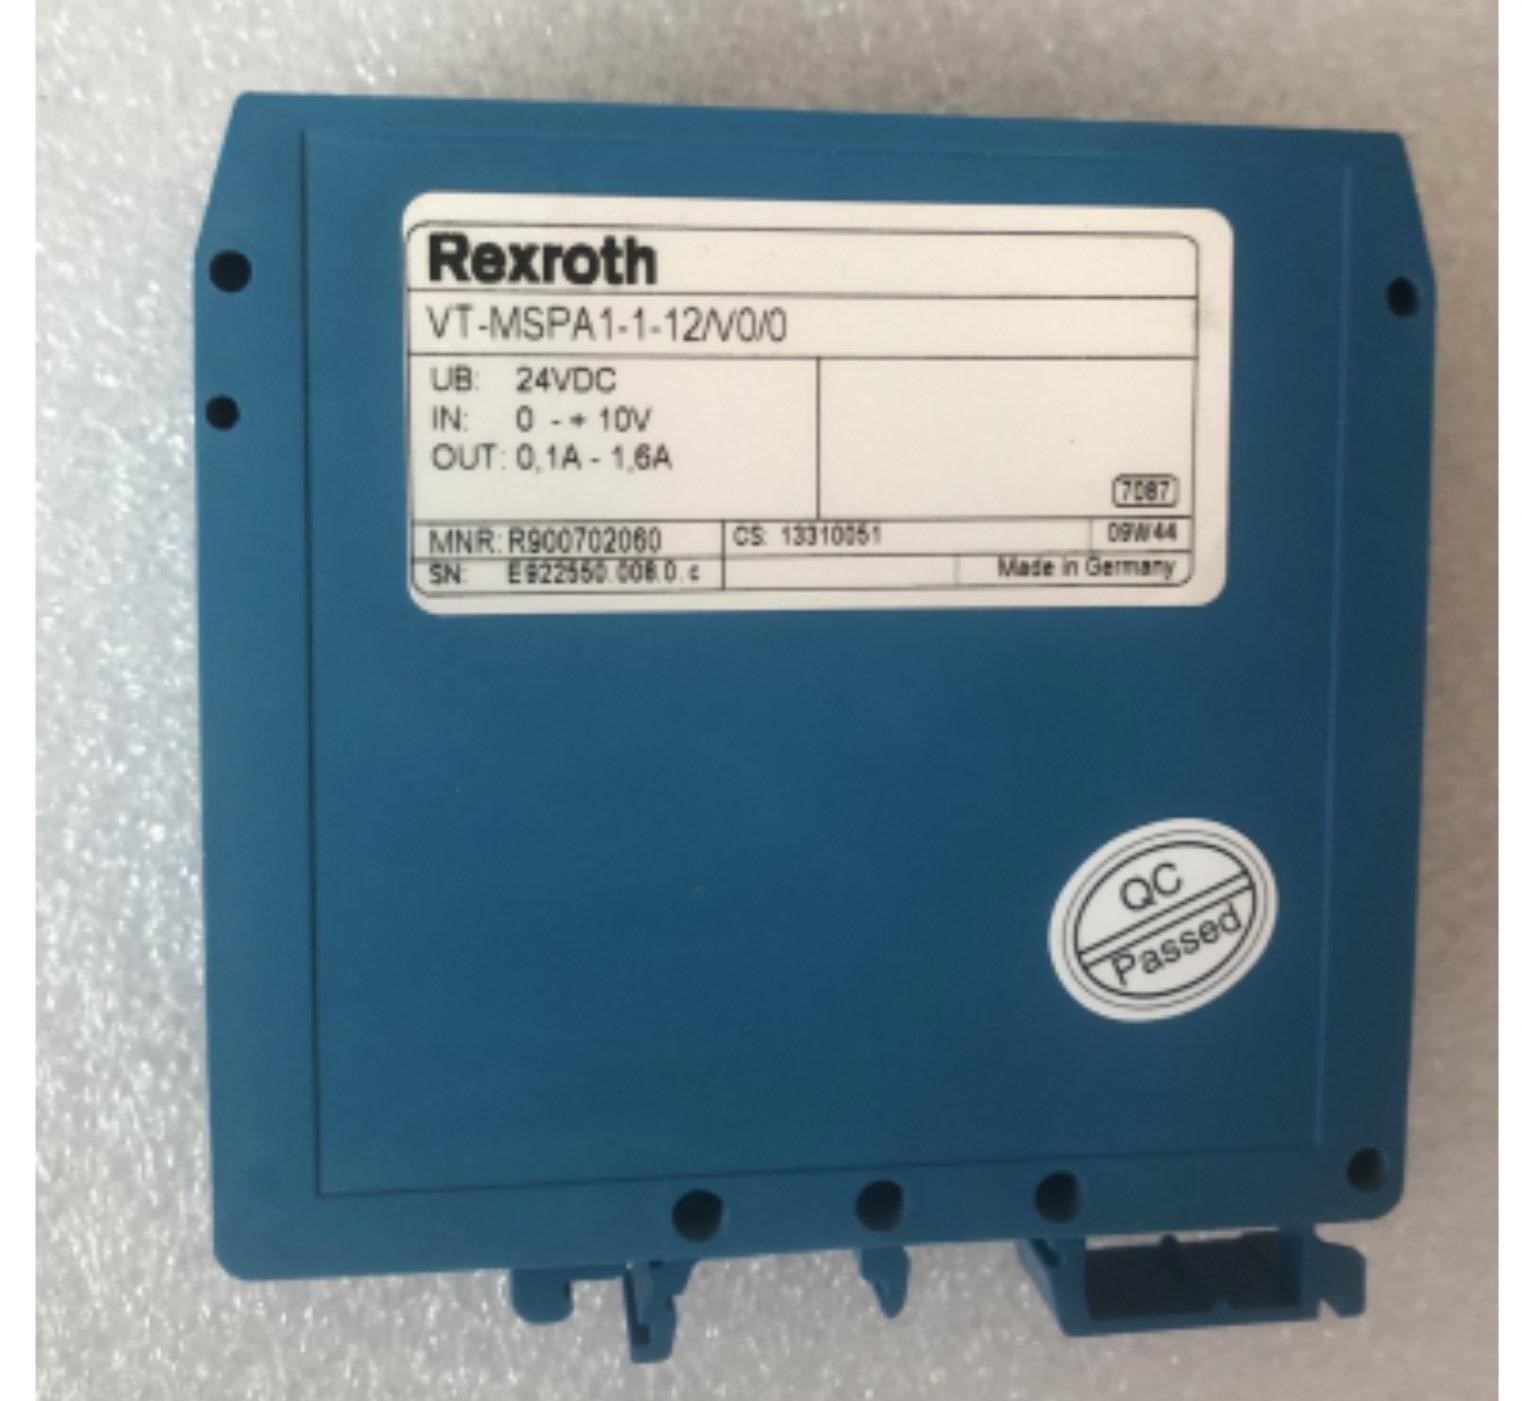 Rexroth
VT-MSPA1-1-12/V0/0
UB: 24VDC
IN: 0 -+ 10V
OUT: 0,1A - 1,6A
7087
MNR: R900702060 CS: 13310051 09W44
SN: E922550.008.0.c Made in Germany
QC
Passed